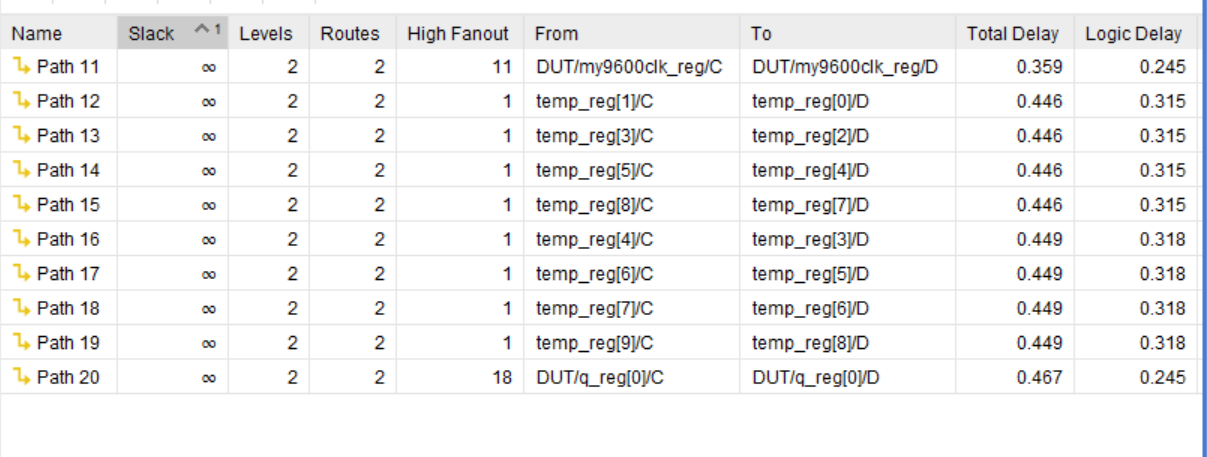 Name Slack 1 Levels Routes High Fanout From To Total Delay Logic Delay
Path 11 ∞ 2 2 11 DUT/my9600clk_reg/C DUT/my9600clk_reg/D 0.359 0.245
Path 12 ∞ 2 2 1 temp_reg[1]/C temp_reg[0]/D 0.446 0.315
Path 13 ∞ 2 2 1 temp_reg[3]/C temp_reg[2]/D 0.446 0.315
Path 14 ∞ 2 2 1 temp_reg[5]/C temp_reg[4]/D 0.446 0.315
Path 15 ∞ 2 2 1 temp_reg[8]/C temp_reg[7]/D 0.446 0.315
Path 16 ∞ 2 2 1 temp_reg[4]/C temp_reg[3]/D 0.449 0.318
Path 17 ∞ 2 2 1 temp_reg[6]/C temp_reg[5]/D 0.449 0.318
Path 18 ∞ 2 2 1 temp_reg[7]/C temp_reg[6]/D 0.449 0.318
Path 19 ∞ 2 2 1 temp_reg[9]/C temp_reg[8]/D 0.449 0.318
Path 20 ∞ 2 2 18 DUT/q_reg[0]/C DUT/q_reg[0]/D 0.467 0.245